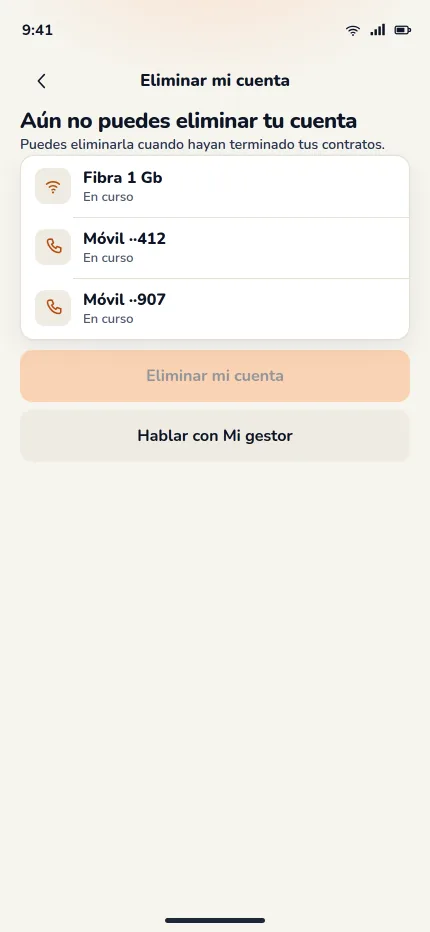 9:41
Eliminar mi cuenta
Aún no puedes eliminar tu cuenta
Puedes eliminarla cuando hayan terminado tus contratos.
Fibra 1 Gb
En curso
Móvil ··412
En curso
Móvil ··907
En curso
Eliminar mi cuenta
Hablar con Mi gestor